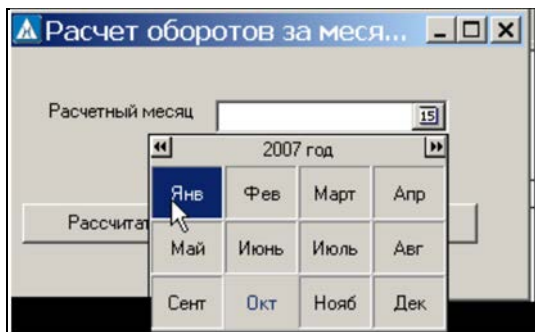 Расчет оборотов за меся...
Расчетный месяц
15
2007 год
Янв Фев Март Апр
Рассчитат
Май Июнь Июль Авг
Сент Окт Нояб Дек